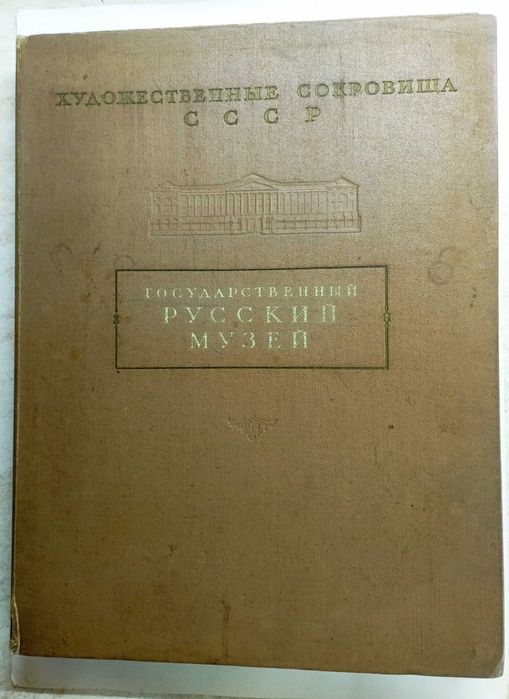 ХУДОЖЕСТВЕННЫЕ СОКРОВИЩА
СССР
ГОСУДАРСТВЕННЫЙ
РУССКИЙ
МУЗЕЙ